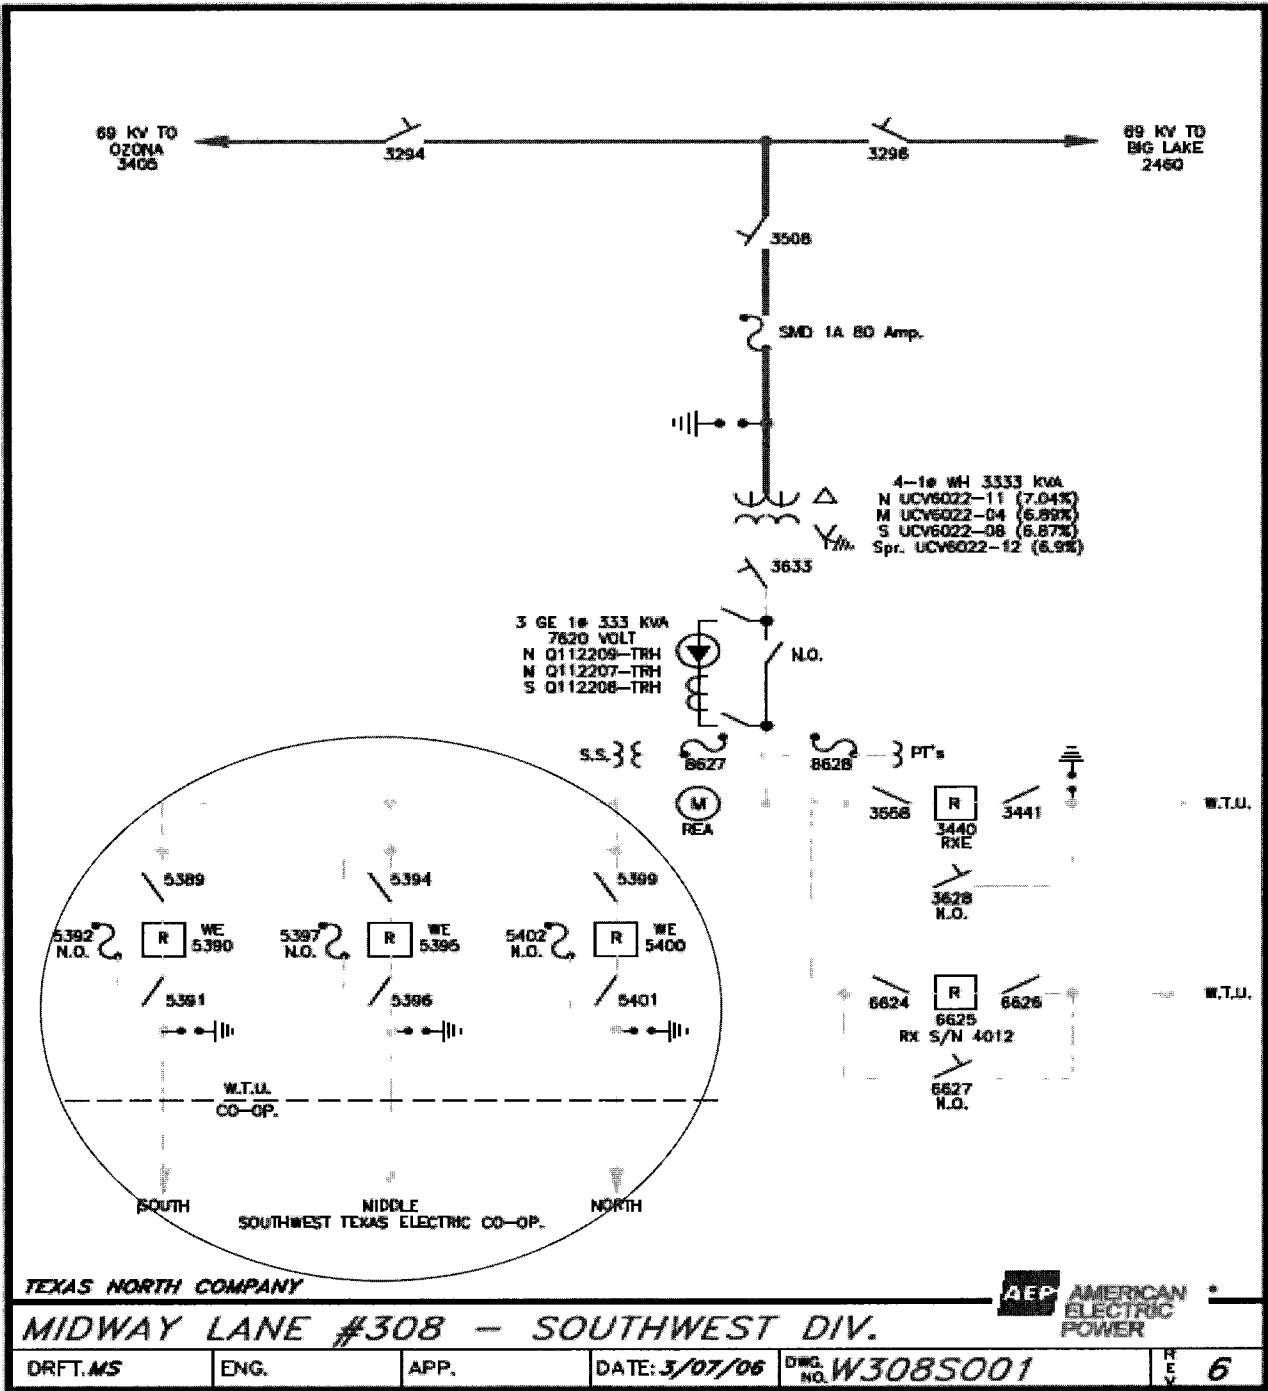 69 KV TO
OZONA
3405
3294
3296
69 KV TO
BIG LAKE
2460
3508
SMD 1A 80 Amp.
4-1ø WH 3333 KVA
N UCV6022-11 (7.04%)
M UCV6022-04 (6.89%)
S UCV6022-08 (6.87%)
Spr. UCV6022-12 (6.9%)
3633
3 GE 1ø 333 KVA
7620 VOLT
N Q112209-TRH
M Q112207-TRH
S Q112208-TRH
N.O.
S.S.
8627
8628
PT's
M
REA
3558
R
3441
W.T.U.
3440
RXE
3628
N.O.
5389
5394
5399
5392
N.O.
R
WE
5390
5397
N.O.
R
WE
5395
5402
N.O.
R
WE
5400
5391
5396
5401
6624
R
6626
W.T.U.
6625
RX S/N 4012
6627
N.O.
W.T.U.
CO-OP.
SOUTH
MIDDLE
NORTH
SOUTHWEST TEXAS ELECTRIC CO-OP.
TEXAS NORTH COMPANY
AEP AMERICAN
ELECTRIC
POWER
MIDWAY LANE #308 - SOUTHWEST DIV.
DRFT. MS
ENG.
APP.
DATE: 3/07/06
DWG. NO. W308S001
REV 6